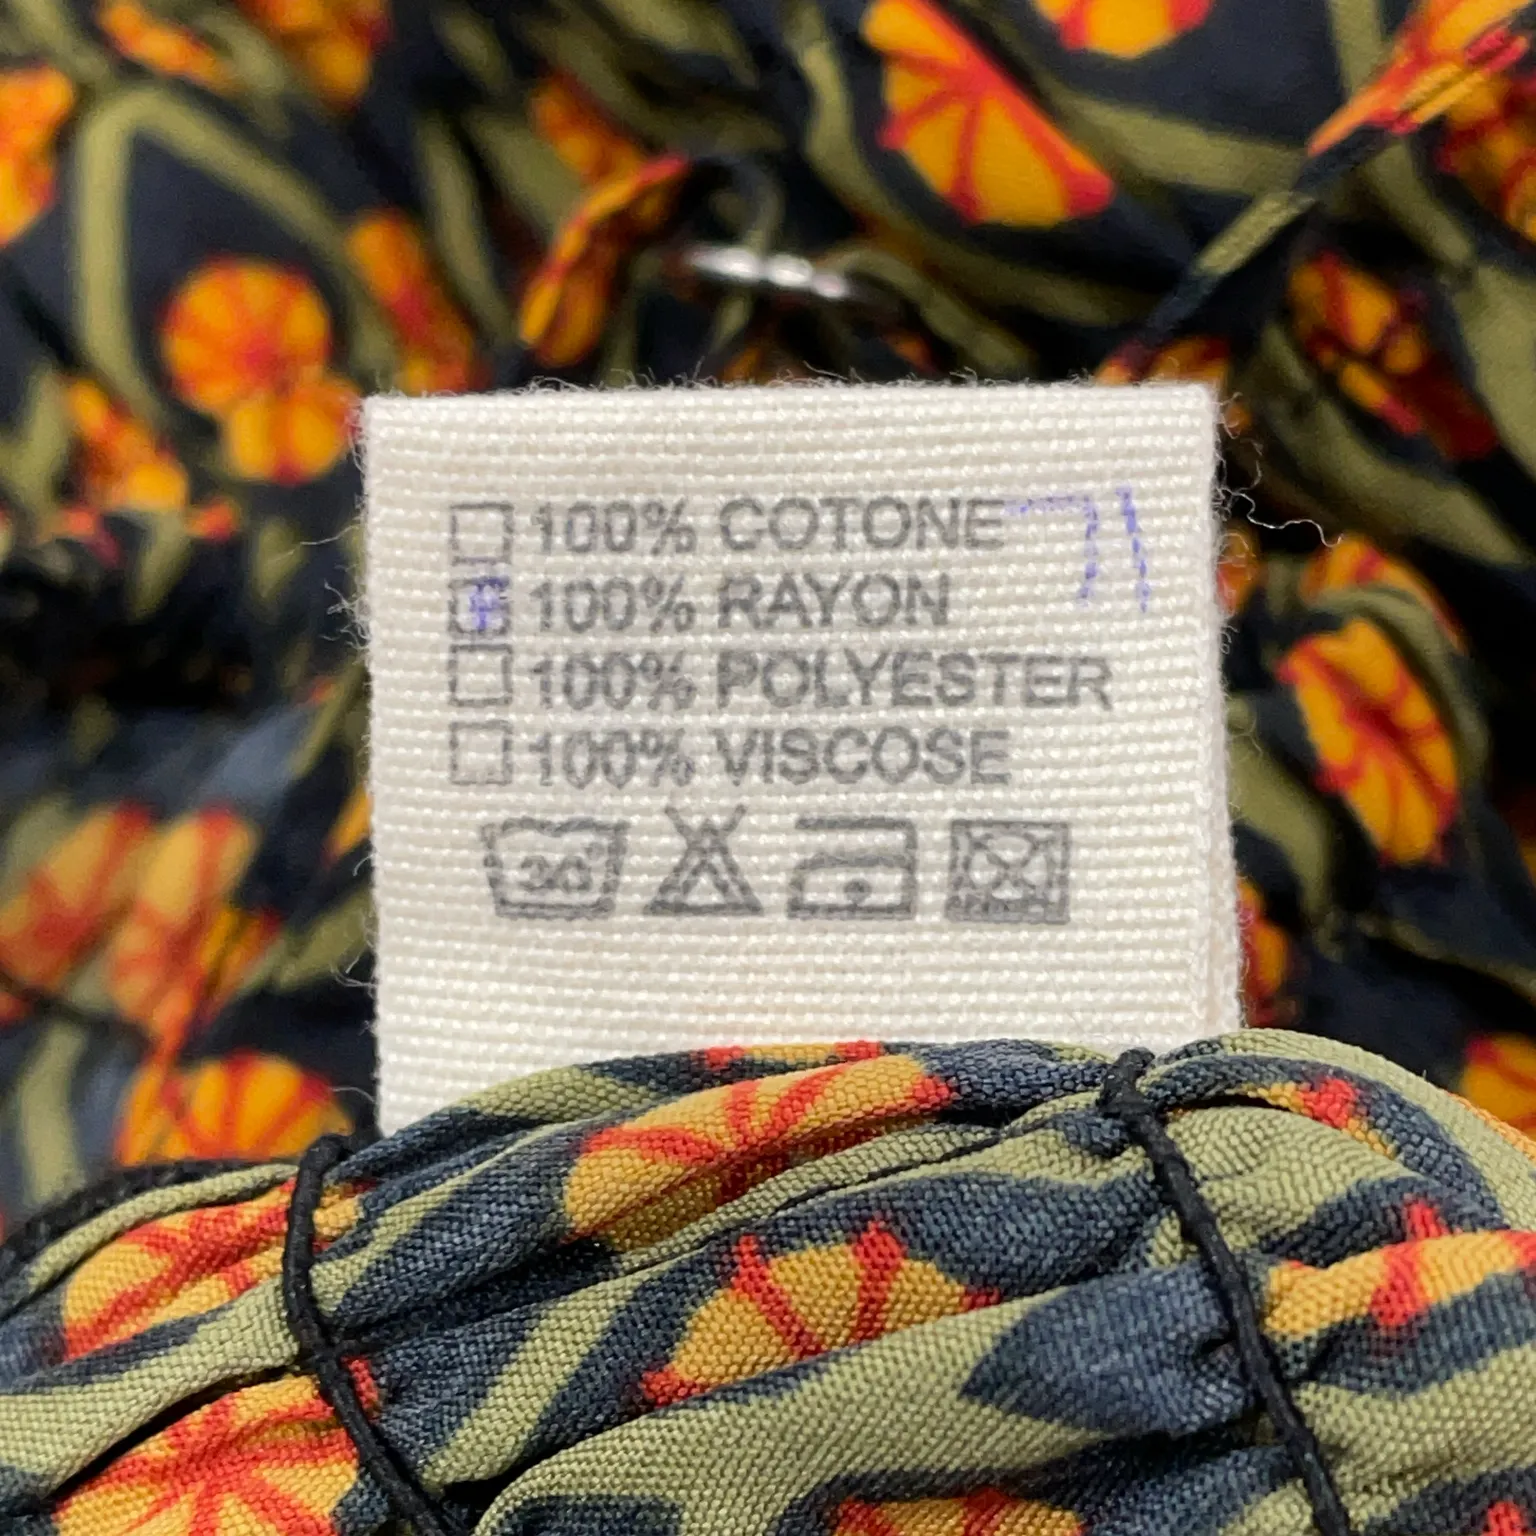 100% COTONE
100% RAYON
100% POLYESTER
100% VISCOSE
30°